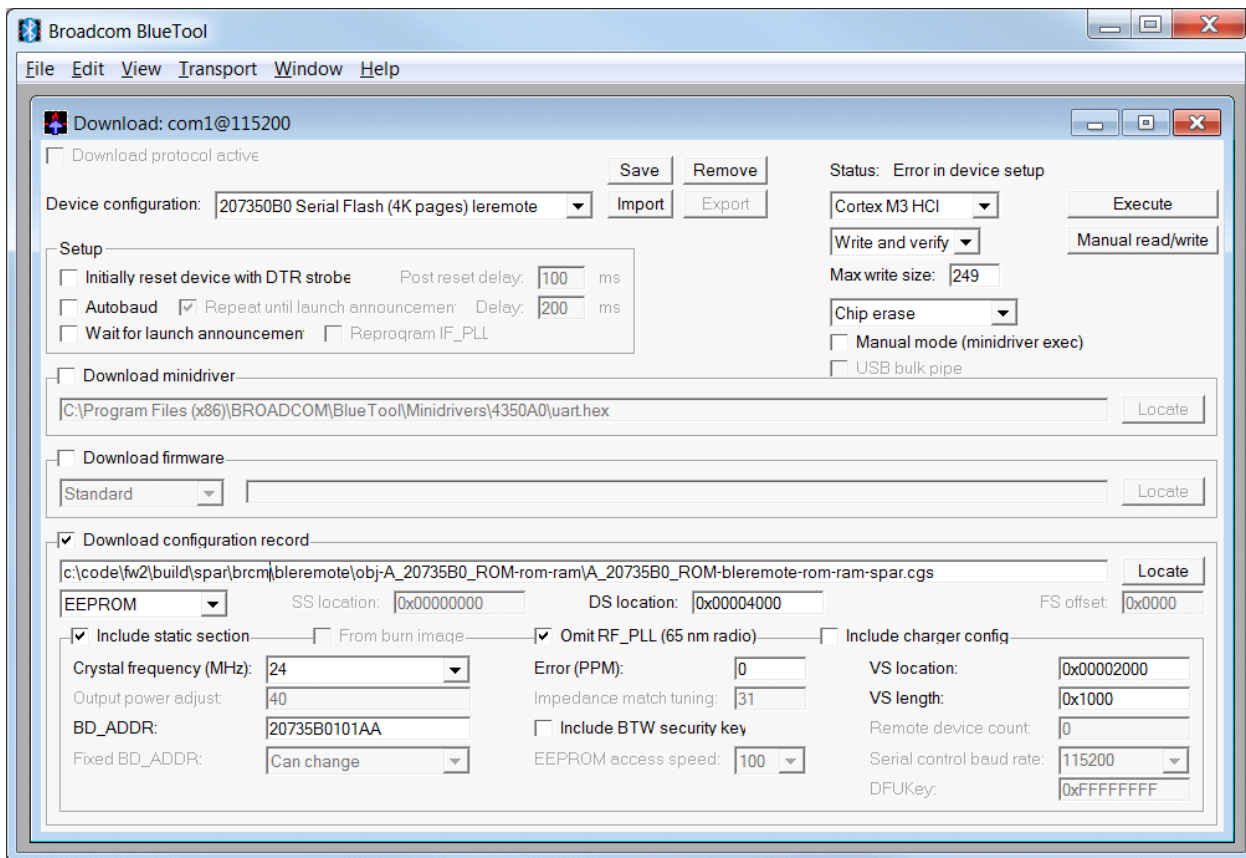 Broadcom BlueTool
File Edit View Transport Window Help
Download: com1@115200
Download protocol active
Save Remove Status: Error in device setup
Device configuration: 207350B0 Serial Flash (4K pages) leremote Import Export Cortex M3 HCI Execute
Setup Write and verify Manual read/write
Initially reset device with DTR strobe Post reset delay: 100 ms Max write size: 249
Autobaud Repeat until launch announcemen Delay: 200 ms Chip erase
Wait for launch announcemen Reprogram IF_PLL Manual mode (minidriver exec)
USB bulk pipe
Download minidriver
C:\Program Files (x86)\BROADCOM\BlueTool\Minidrivers\4350A0\uart.hex Locate
Download firmware
Standard Locate
Download configuration record
c:\code\fw2\build\spar\brcm\bleremote\obj-A_20735B0_ROM-rom-ram\A_20735B0_ROM-bleremote-rom-ram-spar.cgs Locate
EEPROM SS location: 0x00000000 DS location: 0x00004000 FS offset: 0x0000
Include static section From burn image Omit RF_PLL (65 nm radio) Include charger config
Crystal frequency (MHz): 24 Error (PPM): 0 VS location: 0x00002000
Output power adjust: 40 Impedance match tuning: 31 VS length: 0x1000
BD_ADDR: 20735B0101AA Include BTW security key Remote device count: 0
Fixed BD_ADDR: Can change EEPROM access speed: 100 Serial control baud rate: 115200
DFUKey: 0xFFFFFFFF